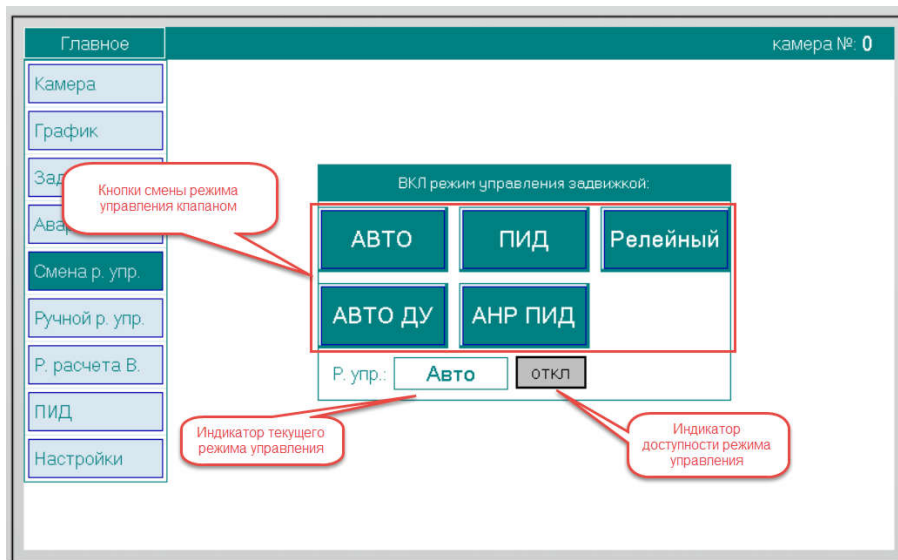 Главное
камера №: 0
Камера
График
Зад
Авар
Смена р. упр.
Ручной р. упр.
Р. расчета В.
ПИД
Настройки
Кнопки смены режима
управления клапаном
ВКЛ режим управления задвижкой:
АВТО ПИД Релейный
АВТО ДУ АНР ПИД
Р. упр.: Авто откл
Индикатор текущего
режима управления
Индикатор
доступности режима
управления